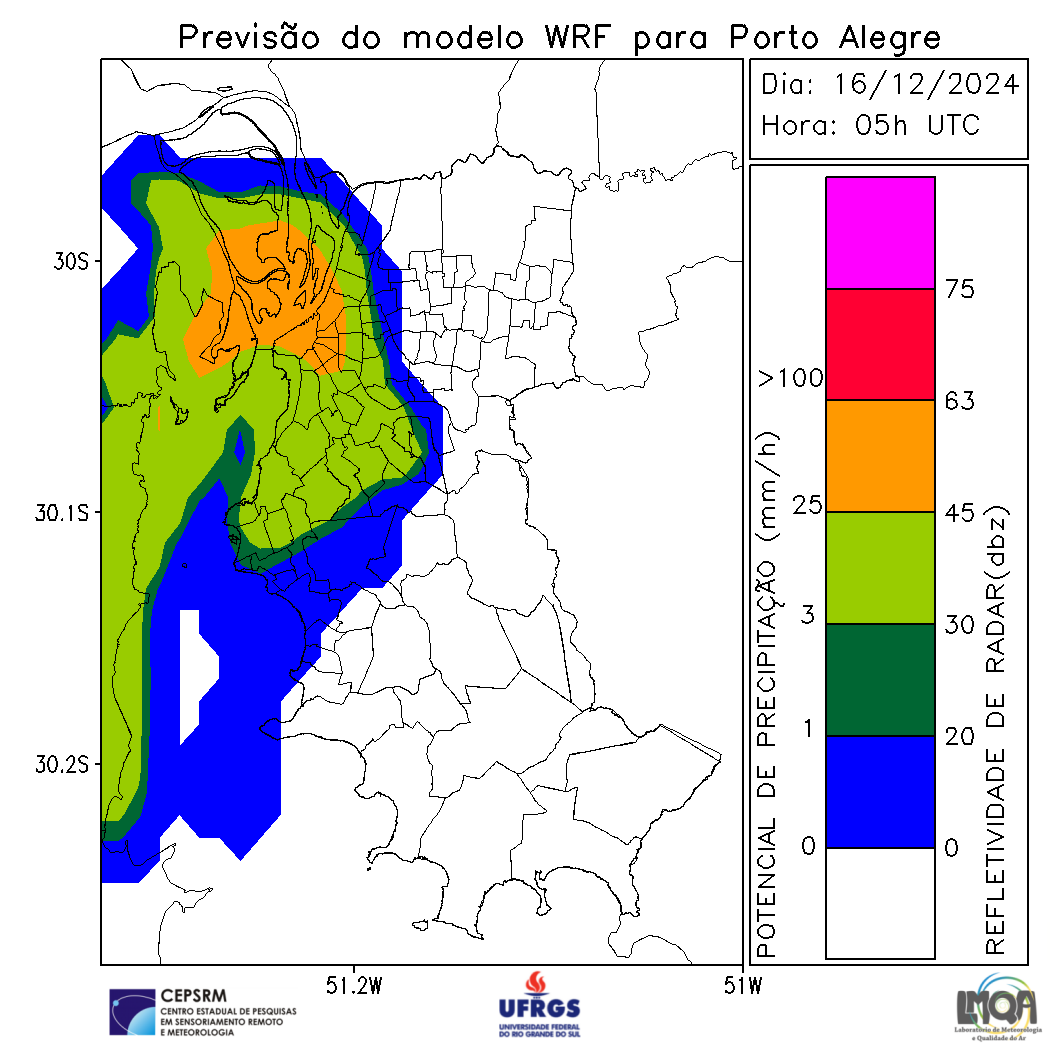 Previsão do modelo WRF para Porto Alegre
Dia: 16/12/2024
Hora: 05h UTC
30S
30.1S
30.2S
51.2W
51W
POTENCIAL DE PRECIPITAÇÃO (mm/h)
>100
25
3
1
0
75
63
45
30
20
0
REFLETIVIDADE DE RADAR(dbz)
CEPSRM
CENTRO ESTADUAL DE PESQUISAS
EM SENSORIAMENTO REMOTO
E METEOROLOGIA
UFRGS
UNIVERSIDADE FEDERAL
DO RIO GRANDE DO SUL
LMQA
Laboratório de Meteorologia
e Qualidade do Ar